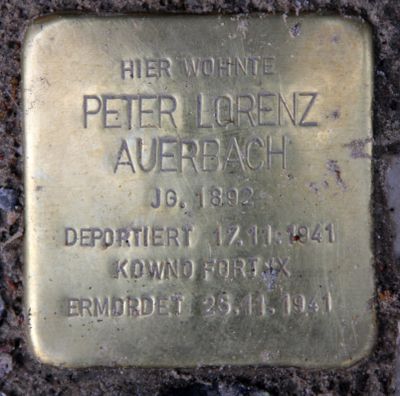 HIER WOHNTE
PETER LORENZ
AUERBACH
JG. 1892
DEPORTIERT 17.11.1941
KOWNO FORT IX
ERMORDET 25.11.1941